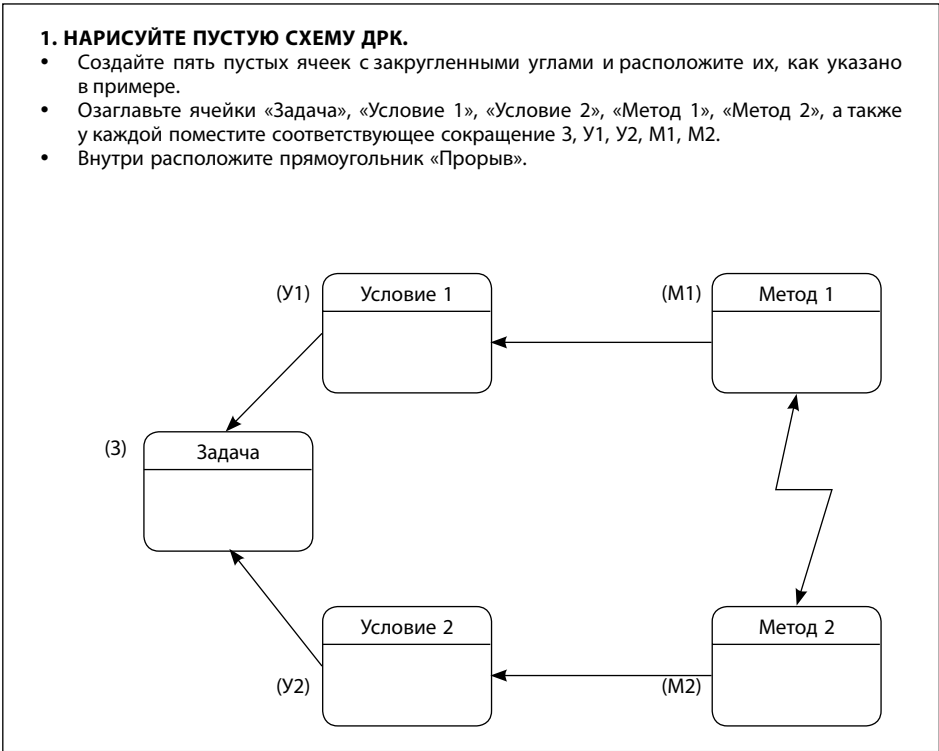 1. НАРИСУЙТЕ ПУСТУЮ СХЕМУ ДРК.
• Создайте пять пустых ячеек с закругленными углами и расположите их, как указано
в примере.
• Озаглавьте ячейки «Задача», «Условие 1», «Условие 2», «Метод 1», «Метод 2», а также
у каждой поместите соответствующее сокращение З, У1, У2, М1, М2.
• Внутри расположите прямоугольник «Прорыв».
(У1) Условие 1 (М1) Метод 1
(З) Задача
Условие 2 Метод 2
(У2) (М2)